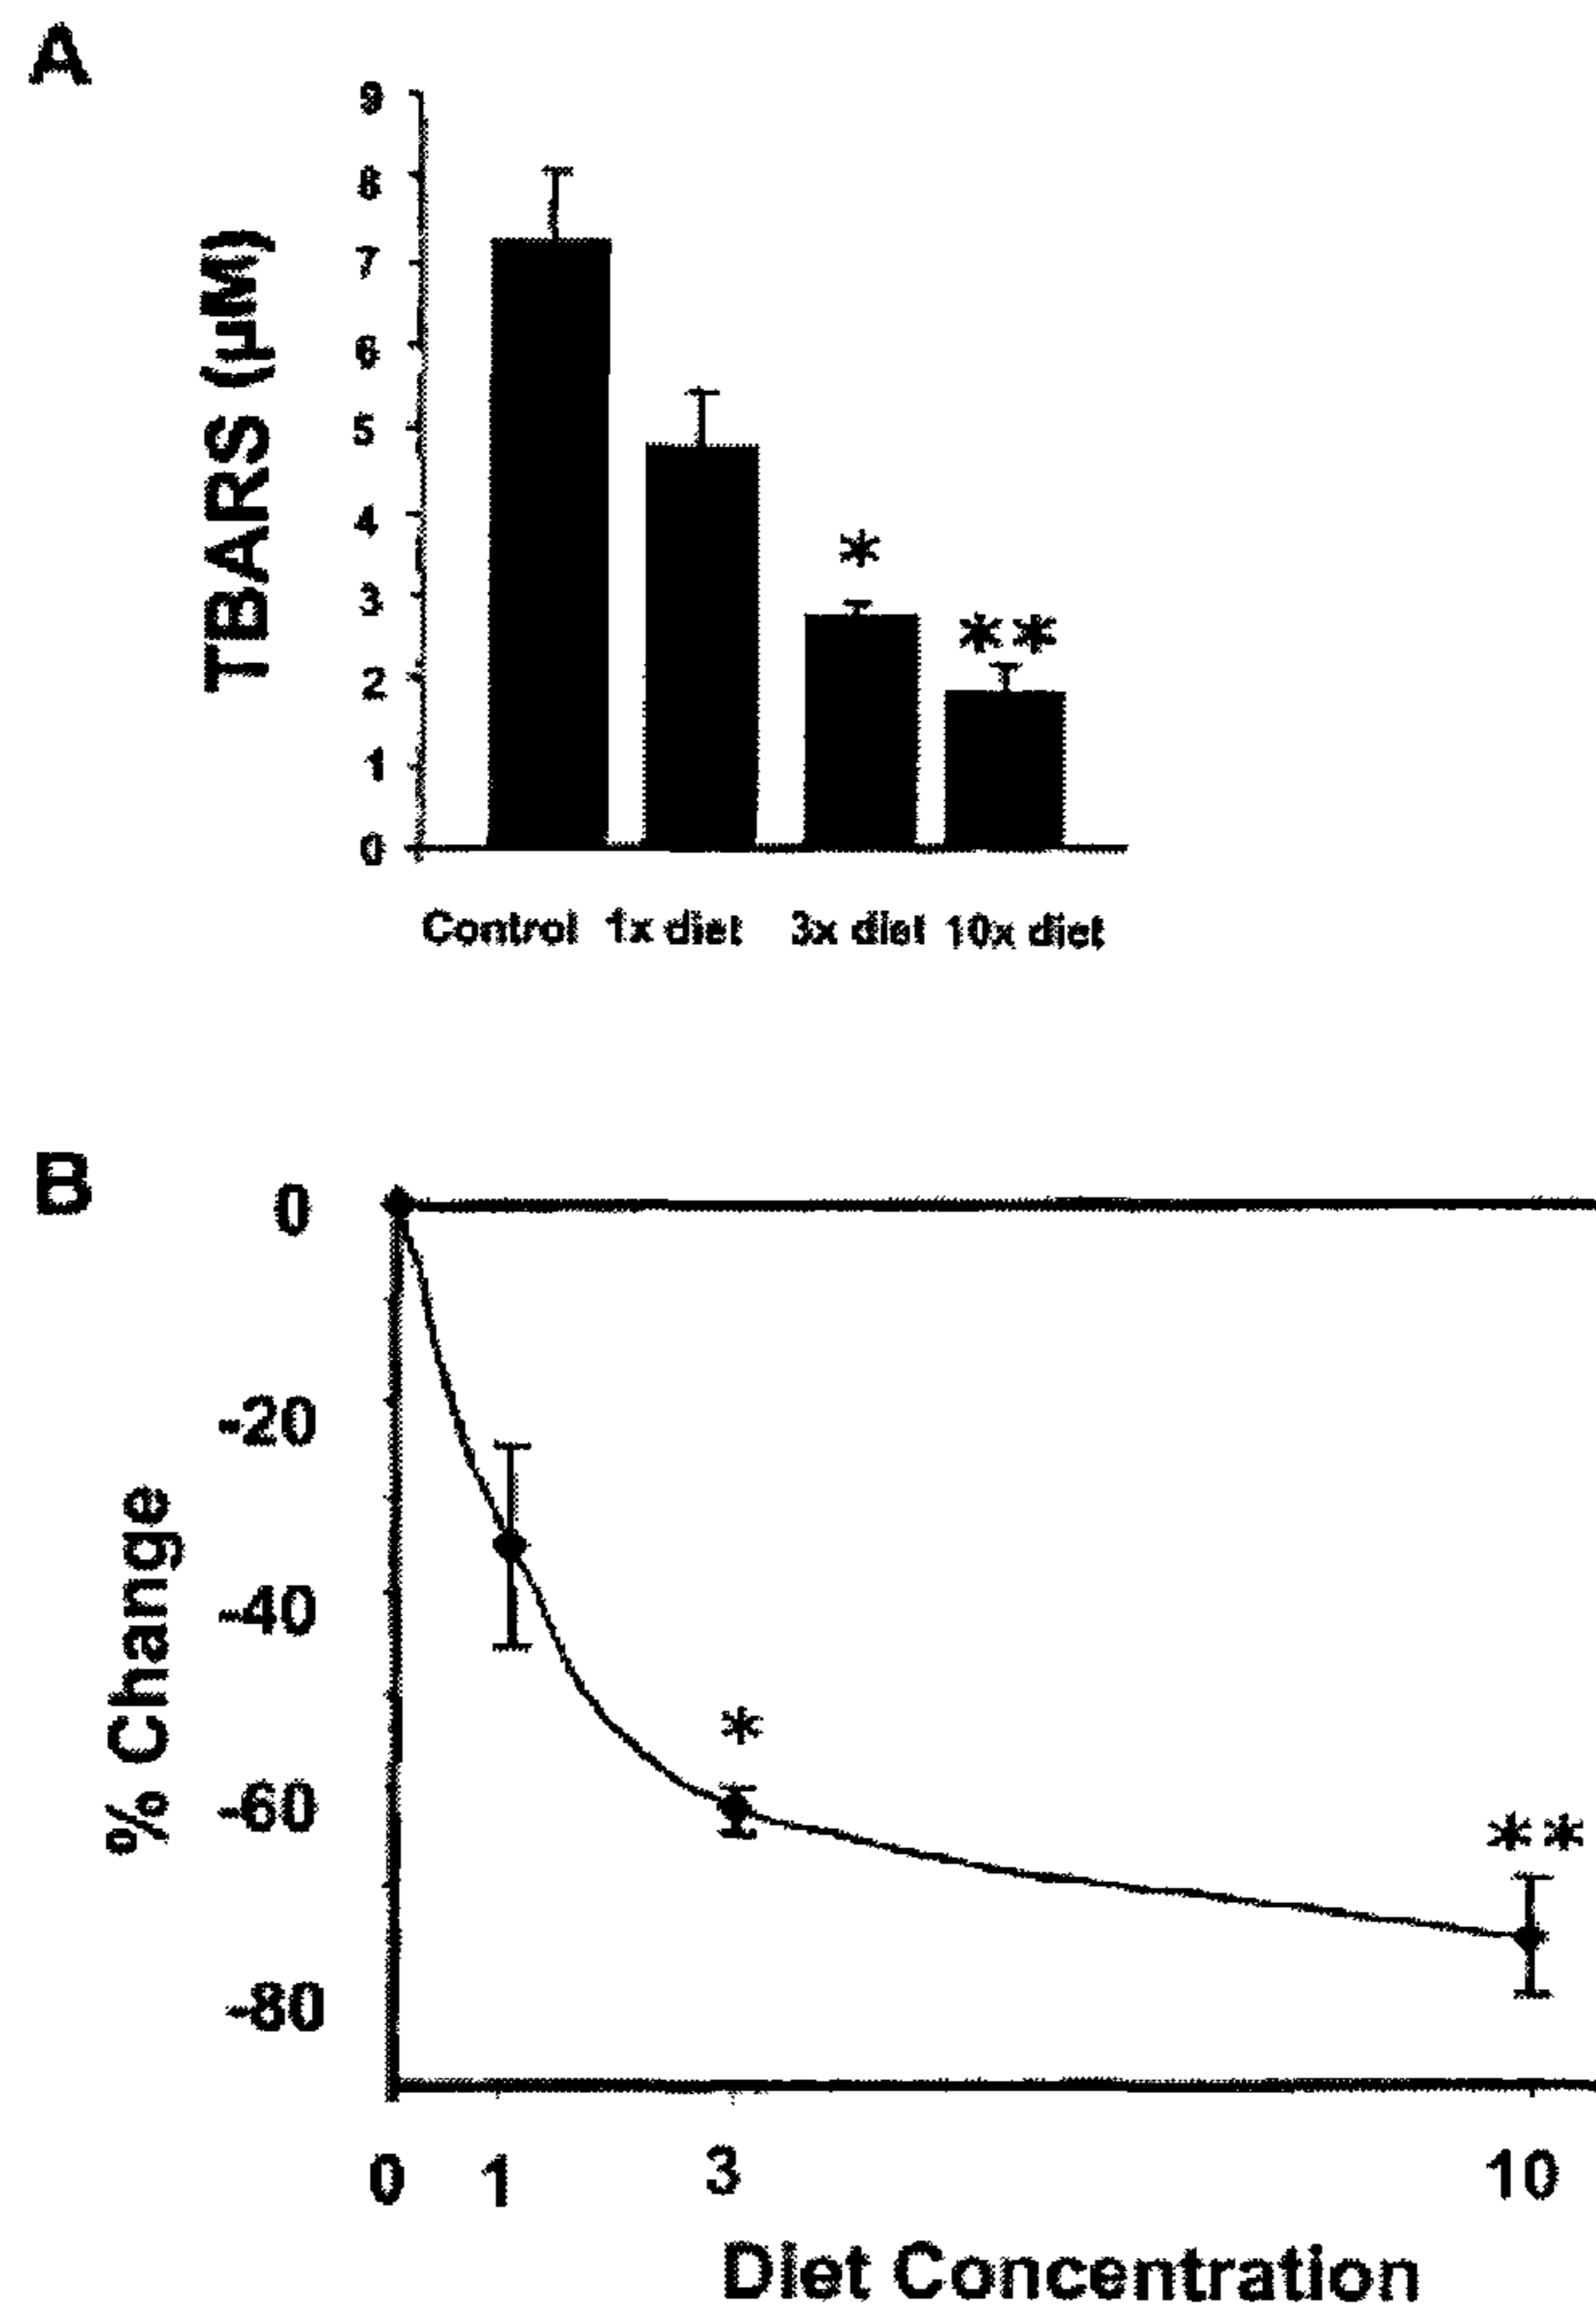 A
9
8
7
6
5
4
3
2
1
0
TBARS (µM)
*
**
Control 1x diet 3x diet 10x diet
B
0
-20
-40
-60
-80
% Change
*
**
0 1 3 10
Diet Concentration